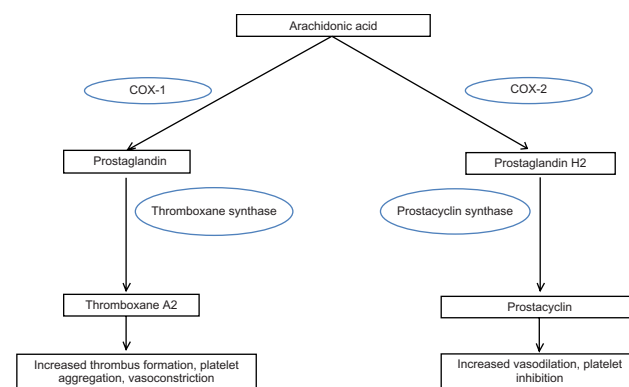 Arachidonic acid
COX-1
COX-2
Prostaglandin
Prostaglandin H2
Thromboxane synthase
Prostacyclin synthase
Thromboxane A2
Prostacyclin
Increased thrombus formation, platelet
aggregation, vasoconstriction
Increased vasodilation, platelet
inhibition